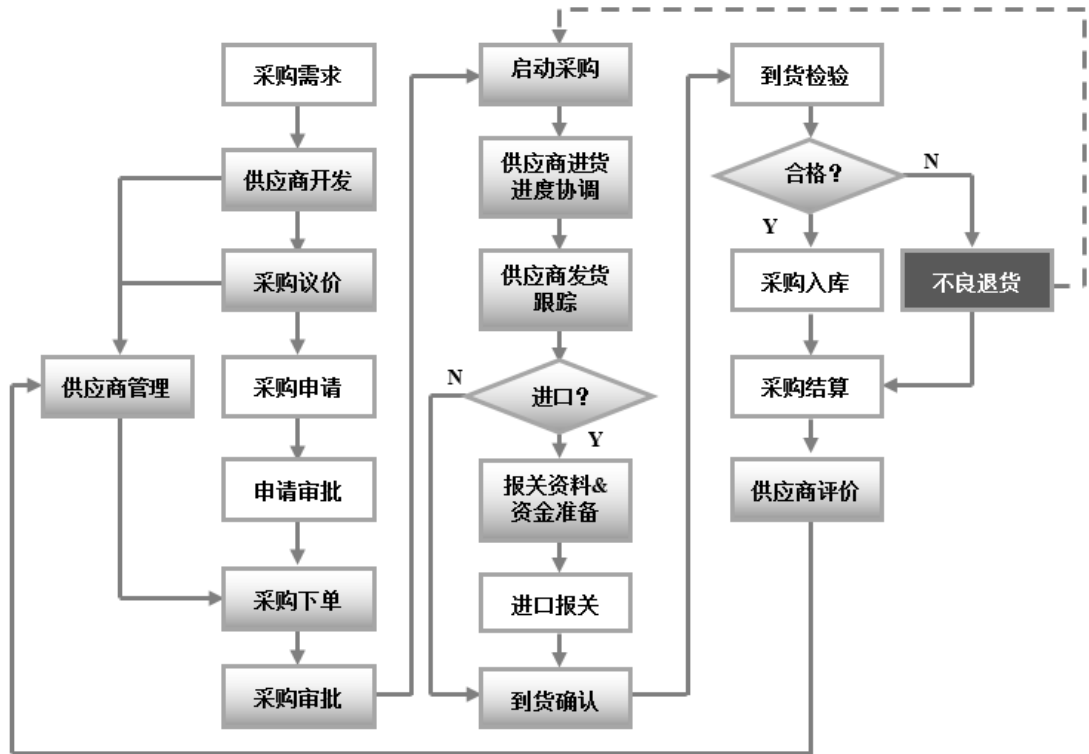 采购需求
供应商开发
采购议价
供应商管理
采购申请
申请审批
采购下单
采购审批
启动采购
供应商进货
进度协调
供应商发货
跟踪
N
进口？
Y
报关资料&
资金准备
进口报关
到货确认
到货检验
合格？
N
Y
采购入库
不良退货
采购结算
供应商评价